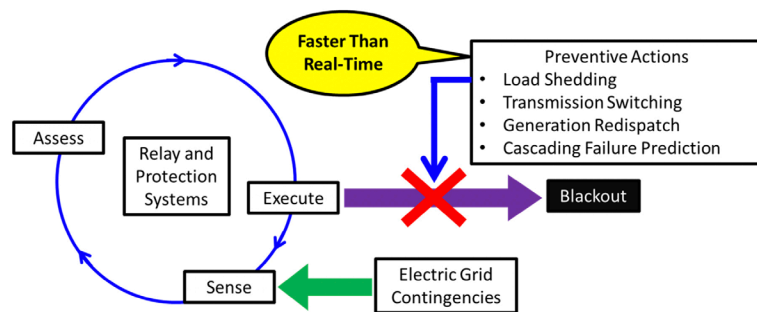 Faster Than
Real-Time
Preventive Actions
• Load Shedding
• Transmission Switching
• Generation Redispatch
• Cascading Failure Prediction
Assess
Relay and
Protection
Systems
Execute
Blackout
Sense
Electric Grid
Contingencies